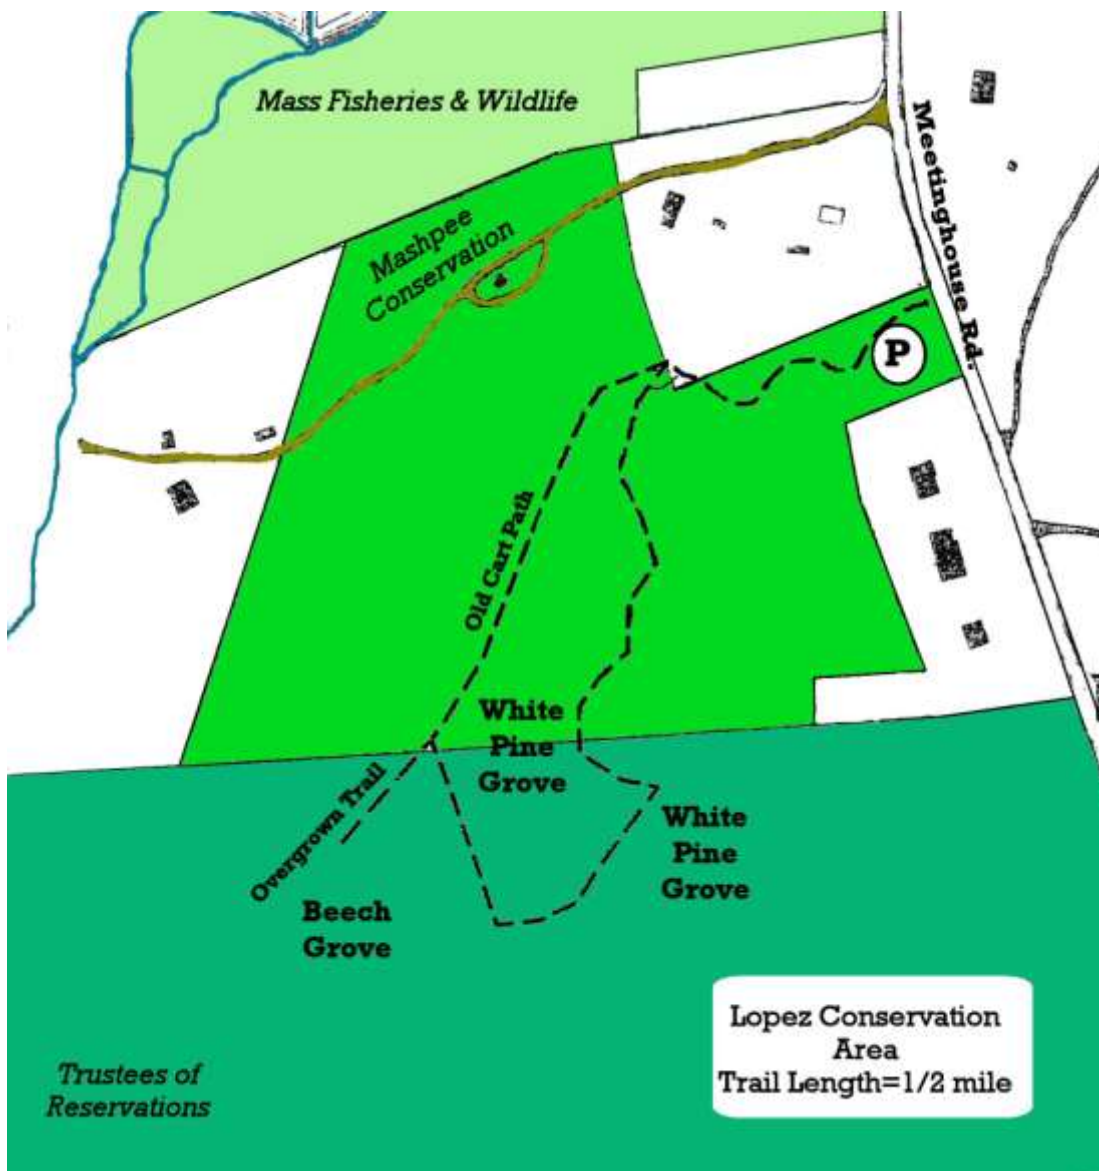 Mass Fisheries & Wildlife
Meetinghouse Rd.
Mashpee
Conservation
P
Old Cart Path
White
Pine
Grove
Overgrown Trail
White
Pine
Grove
Beech
Grove
Lopez Conservation
Area
Trail Length=1/2 mile
Trustees of
Reservations